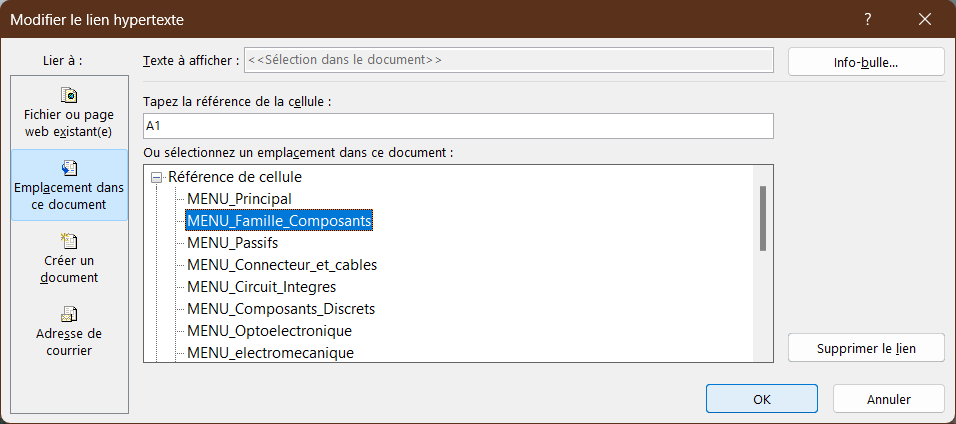 Modifier le lien hypertexte
Lier à :
Texte à afficher :
<<Sélection dans le document>>
Info-bulle...
Fichier ou page
web existant(e)
Emplacement dans
ce document
Créer un
document
Adresse de
courrier
Tapez la référence de la cellule :
A1
Ou sélectionnez un emplacement dans ce document :
Référence de cellule
MENU_Principal
MENU_Famille_Composants
MENU_Passifs
MENU_Connecteur_et_cables
MENU_Circuit_Integres
MENU_Composants_Discrets
MENU_Optoelectronique
MENU_electromecanique
Supprimer le lien
OK
Annuler